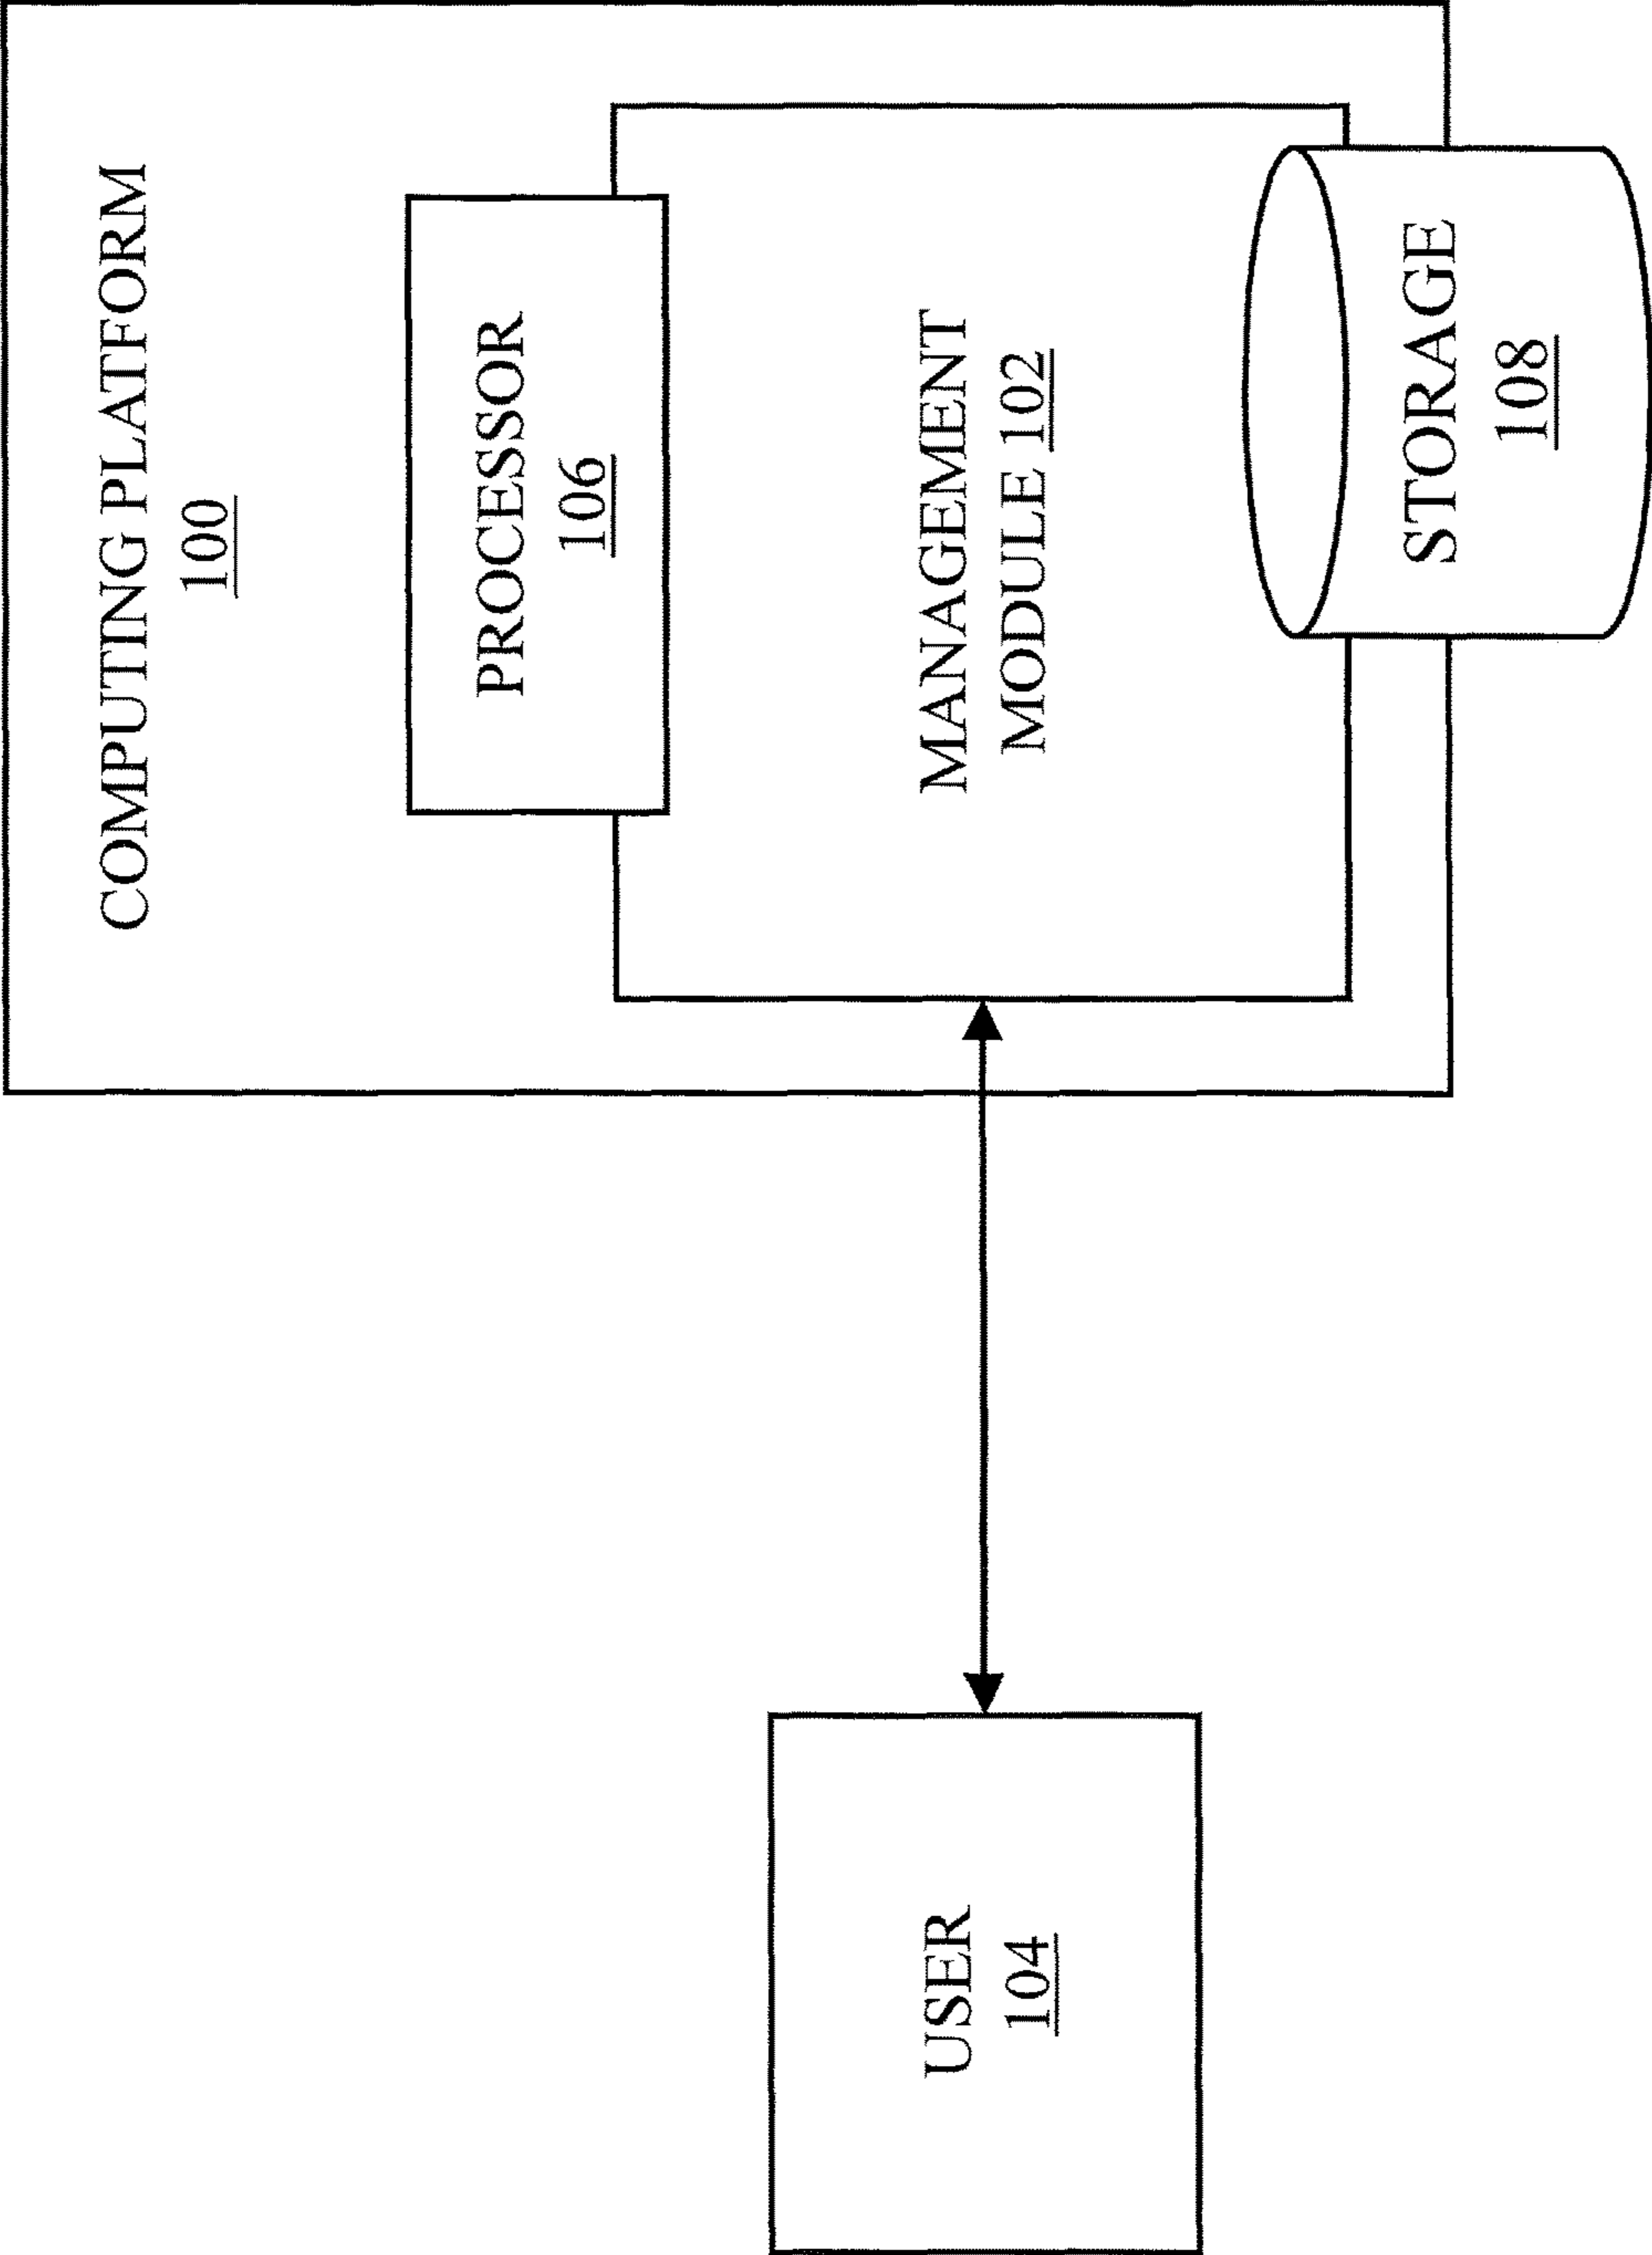 COMPUTING PLATFORM
100
PROCESSOR
106
MANAGEMENT
MODULE 102
STORAGE
108
USER
104